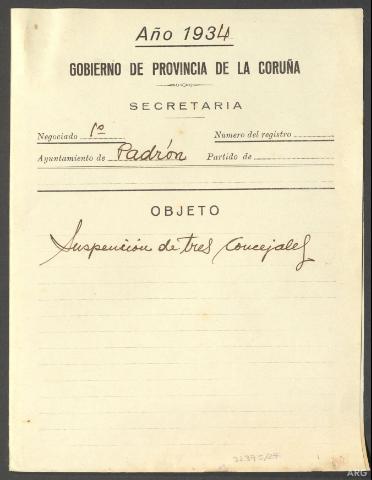 Año 1934
GOBIERNO DE PROVINCIA DE LA CORUÑA
SECRETARIA
Negociado 1º Numero del registro
Ayuntamiento de Padrón Partido de
OBJETO
Suspención de tres Concejales
ARG